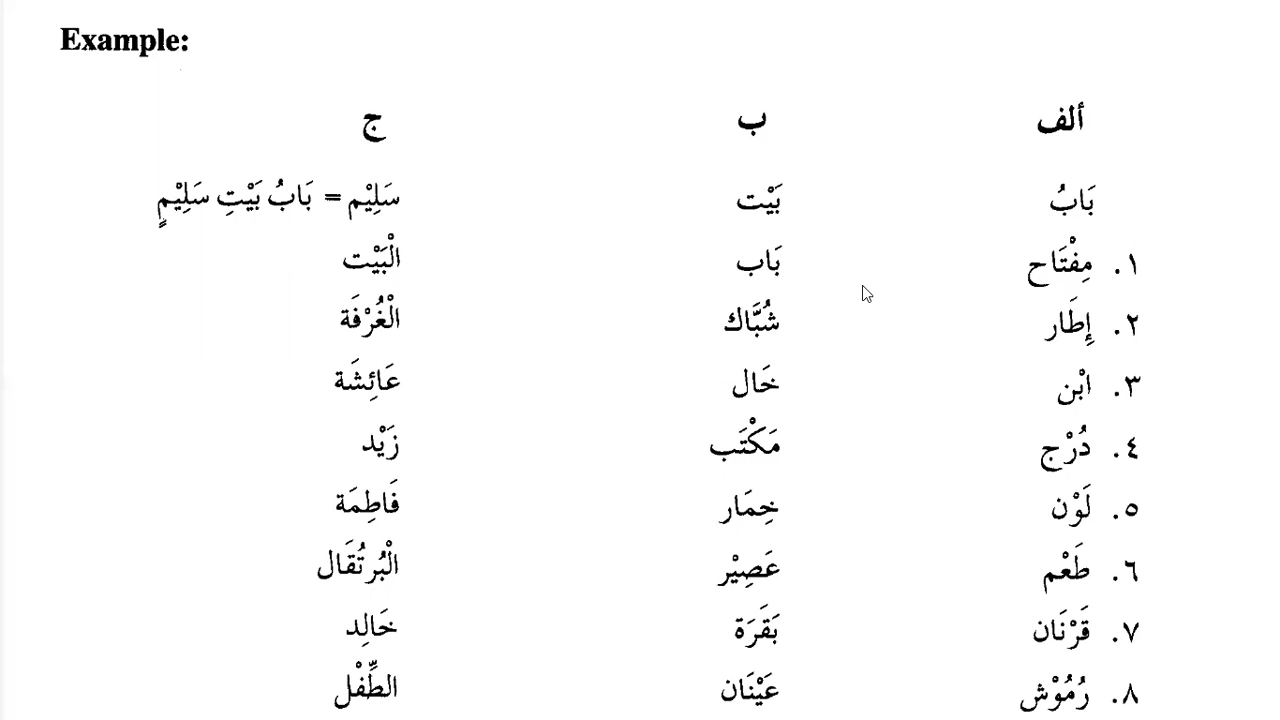 Example:
ألف ب ج
بَابُ بَيْت سَلِيْم = بَابُ بَيْتِ سَلِيْمٍ
١. مِفْتَاح بَاب الْبَيْت
٢. إِطَار شُبَّاك الْغُرْفَة
٣. ابْن خَال عَائِشَة
٤. دُرْج مَكْتَب زَيْد
٥. لَوْن خِمَار فَاطِمَة
٦. طَعْم عَصِيْر الْبُرتُقَال
٧. قَرْنَان بَقَرَة خَالِد
٨. رُمُوْش عَيْنَان الطِّفْل